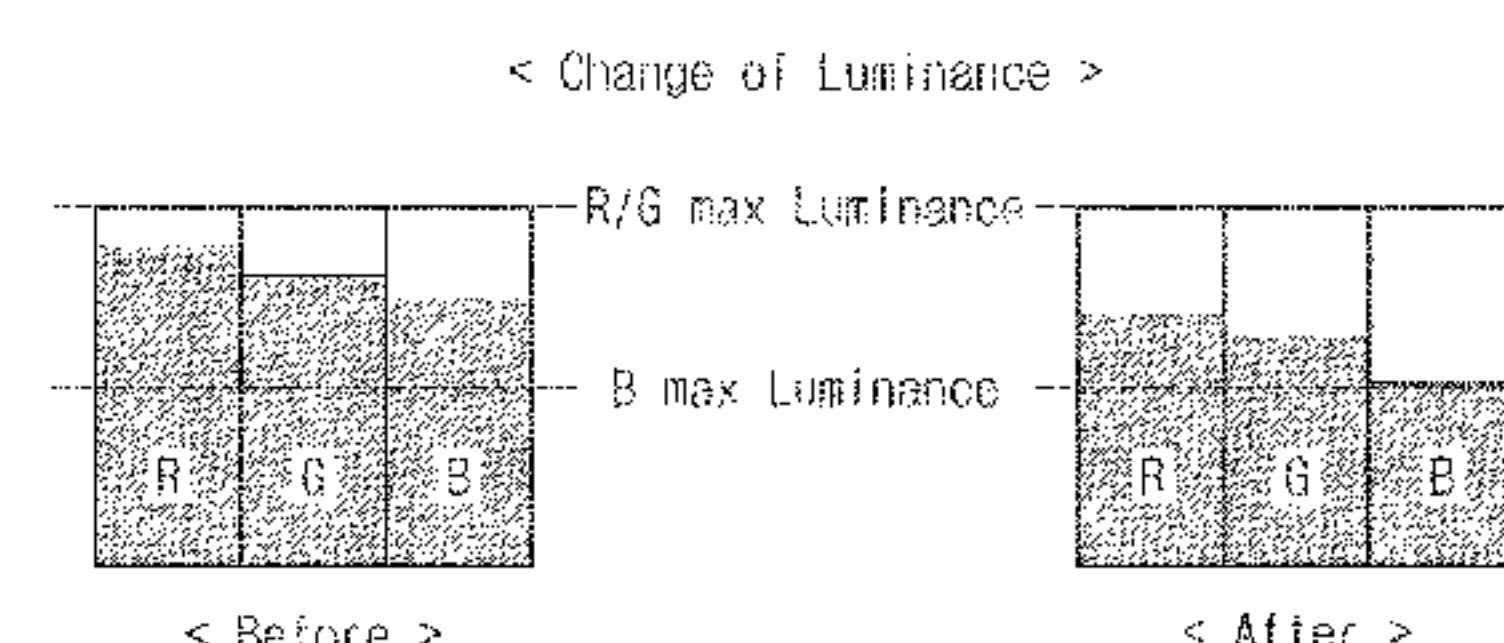 < Change of Luminance >
R/G max Luminance
B max Luminance
R G B
R G B
< Before >
< After >